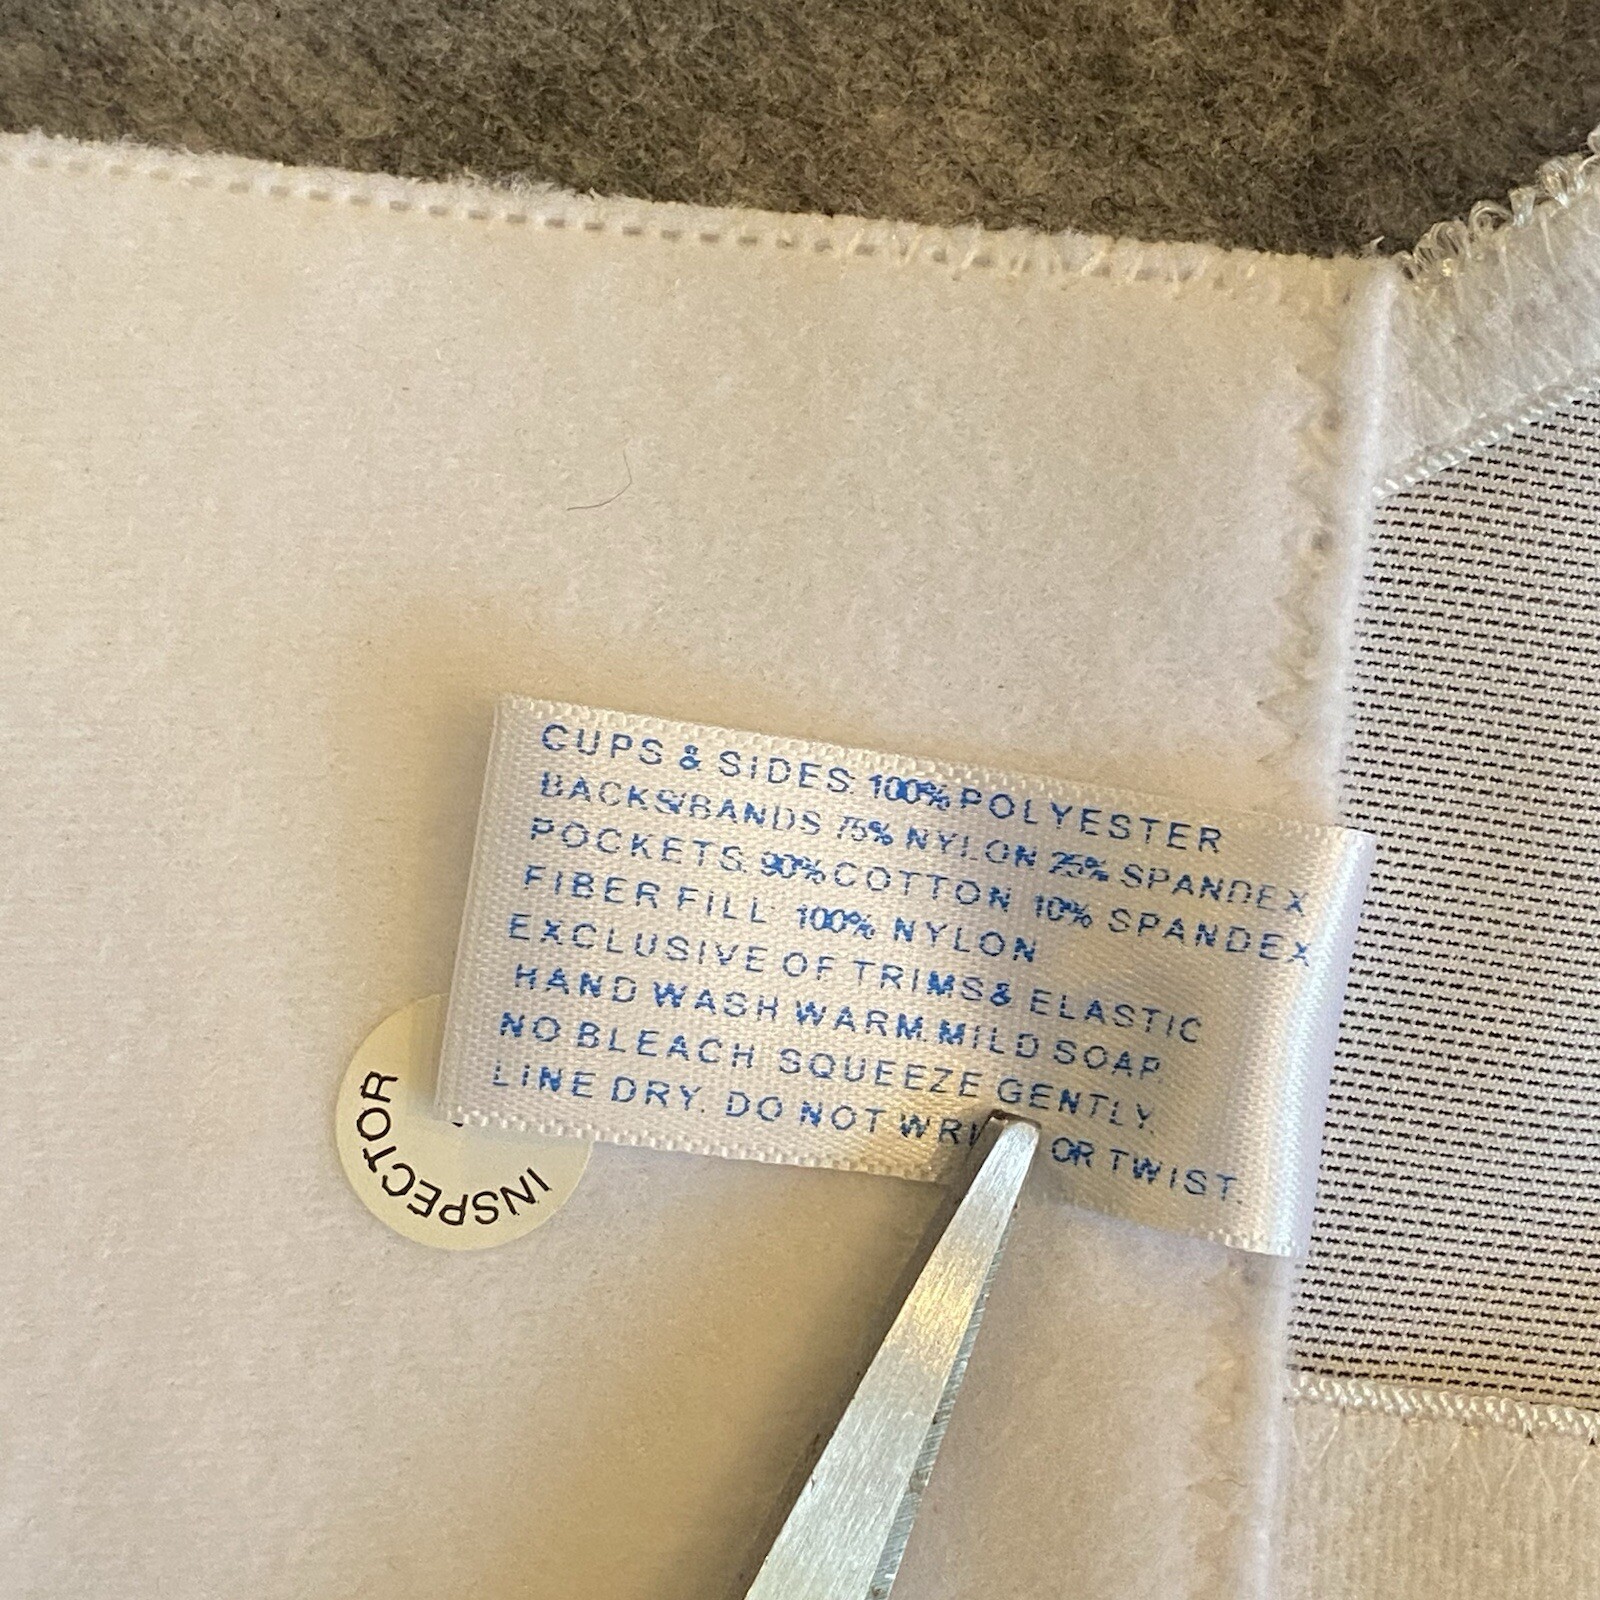 CUPS & SIDES: 100% POLYESTER
BACKS/BANDS 75% NYLON 25% SPANDEX
POCKETS: 90% COTTON 10% SPANDEX
FIBER FILL: 100% NYLON
EXCLUSIVE OF TRIMS & ELASTIC
HAND WASH WARM. MILD SOAP.
NO BLEACH SQUEEZE GENTLY.
LINE DRY. DO NOT OR TWIST.
INSPECTOR